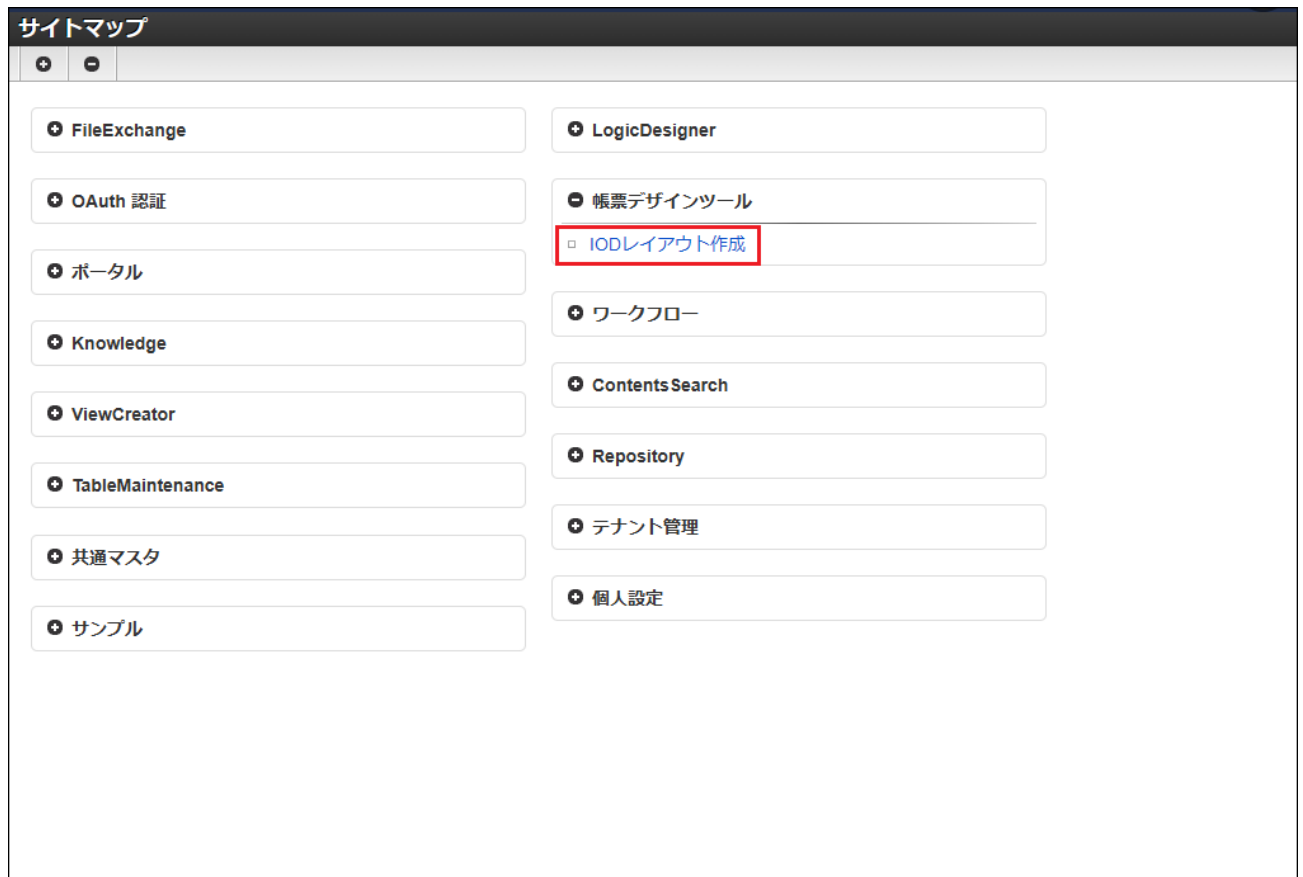 サイトマップ
FileExchange
OAuth 認証
ポータル
Knowledge
ViewCreator
TableMaintenance
共通マスタ
サンプル
LogicDesigner
帳票デザインツール
IODレイアウト作成
ワークフロー
ContentsSearch
Repository
テナント管理
個人設定